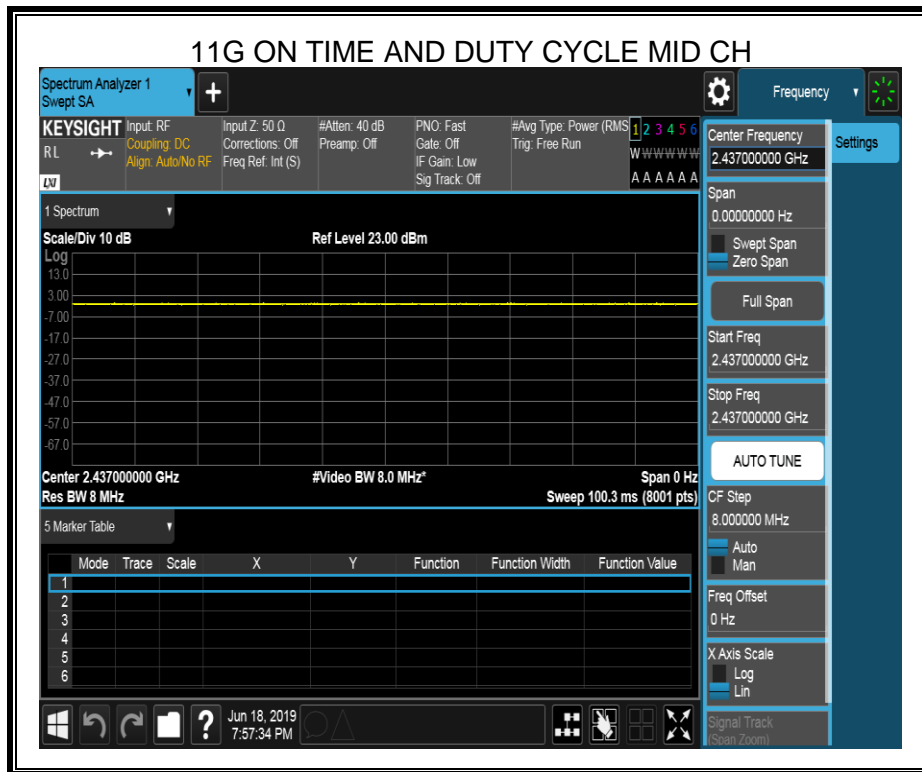 11G ON TIME AND DUTY CYCLE MID CH
Spectrum Analyzer 1
Swept SA
+
Frequency
KEYSIGHT
RL
LXI
Input: RF
Coupling: DC
Align: Auto/No RF
Input Z: 50 Ω
Corrections: Off
Freq Ref: Int (S)
#Atten: 40 dB
Preamp: Off
PNO: Fast
Gate: Off
IF Gain: Low
Sig Track: Off
#Avg Type: Power (RMS
Trig: Free Run
1 2 3 4 5 6
W W W W W W
A A A A A A
1 Spectrum
Scale/Div 10 dB
Ref Level 23.00 dBm
Log
13.0
3.00
-7.00
-17.0
-27.0
-37.0
-47.0
-57.0
-67.0
Center 2.437000000 GHz
#Video BW 8.0 MHz*
Span 0 Hz
Res BW 8 MHz
Sweep 100.3 ms (8001 pts)
5 Marker Table
Mode Trace Scale X Y Function Function Width Function Value
1
2
3
4
5
6
?
Jun 18, 2019
7:57:34 PM
Center Frequency
2.437000000 GHz
Settings
Span
0.00000000 Hz
Swept Span
Zero Span
Full Span
Start Freq
2.437000000 GHz
Stop Freq
2.437000000 GHz
AUTO TUNE
CF Step
8.000000 MHz
Auto
Man
Freq Offset
0 Hz
X Axis Scale
Log
Lin
Signal Track
(Span Zoom)